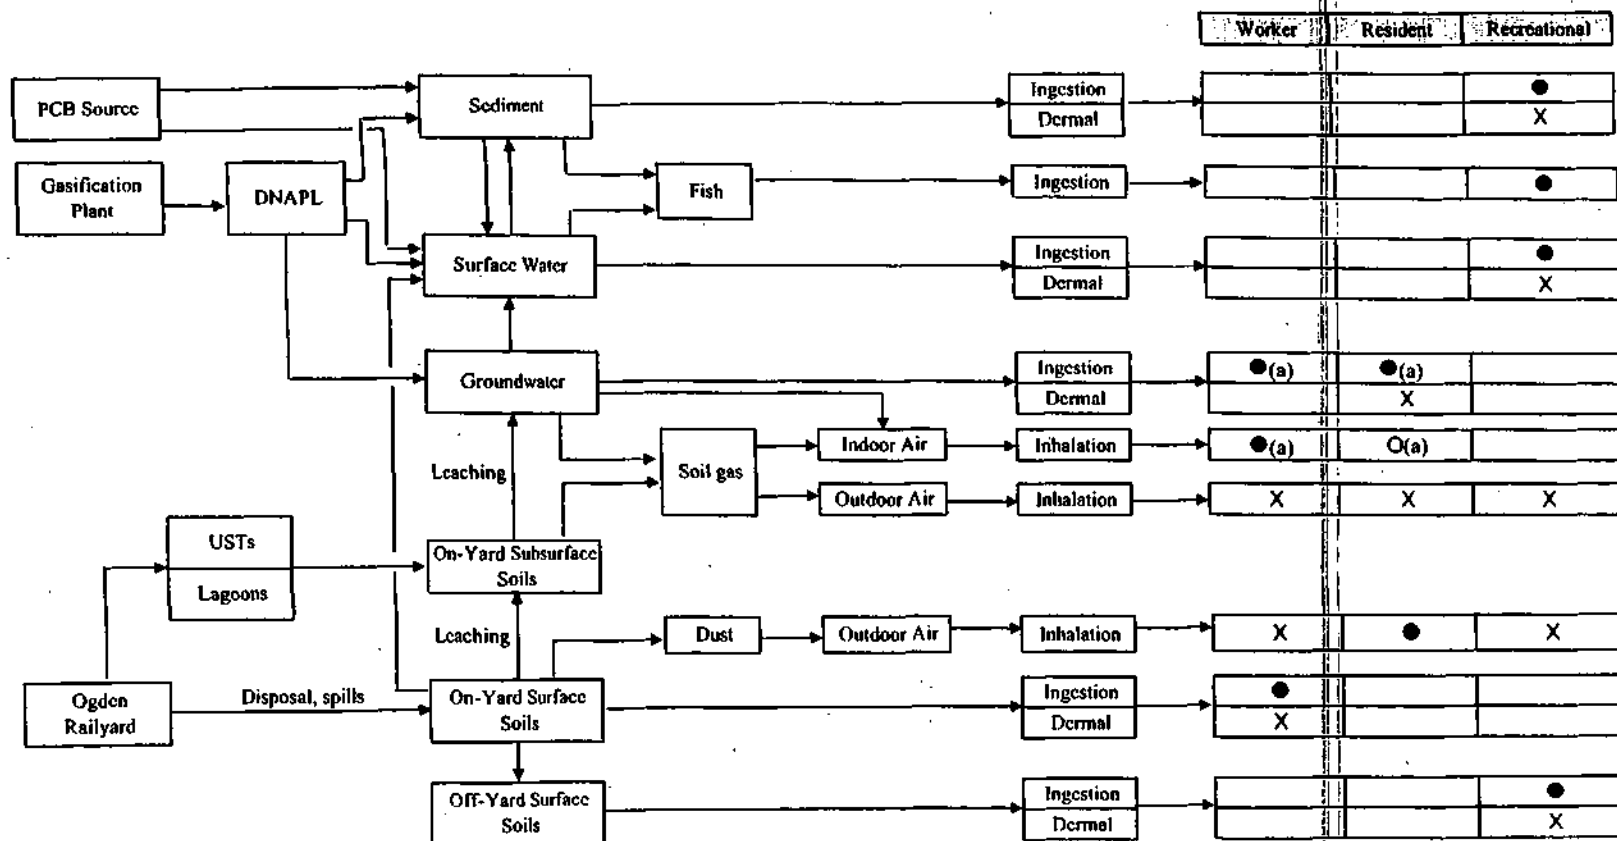 Worker Resident Recreational
PCB Source
Sediment
Ingestion
Dermal
●
X
Gasification
Plant
DNAPL
Fish
Ingestion
●
Surface Water
Ingestion
Dermal
●
X
Groundwater
Ingestion
Dermal
●(a) ●(a)
X
Leaching
Soil gas
Indoor Air
Inhalation
●(a) O(a)
Outdoor Air
Inhalation
X X X
USTs
Lagoons
On-Yard Subsurface
Soils
Leaching
Dust
Outdoor Air
Inhalation
X ● X
Ogden
Railyard
Disposal, spills
On-Yard Surface
Soils
Ingestion
Dermal
●
X
Off-Yard Surface
Soils
Ingestion
Dermal
●
X